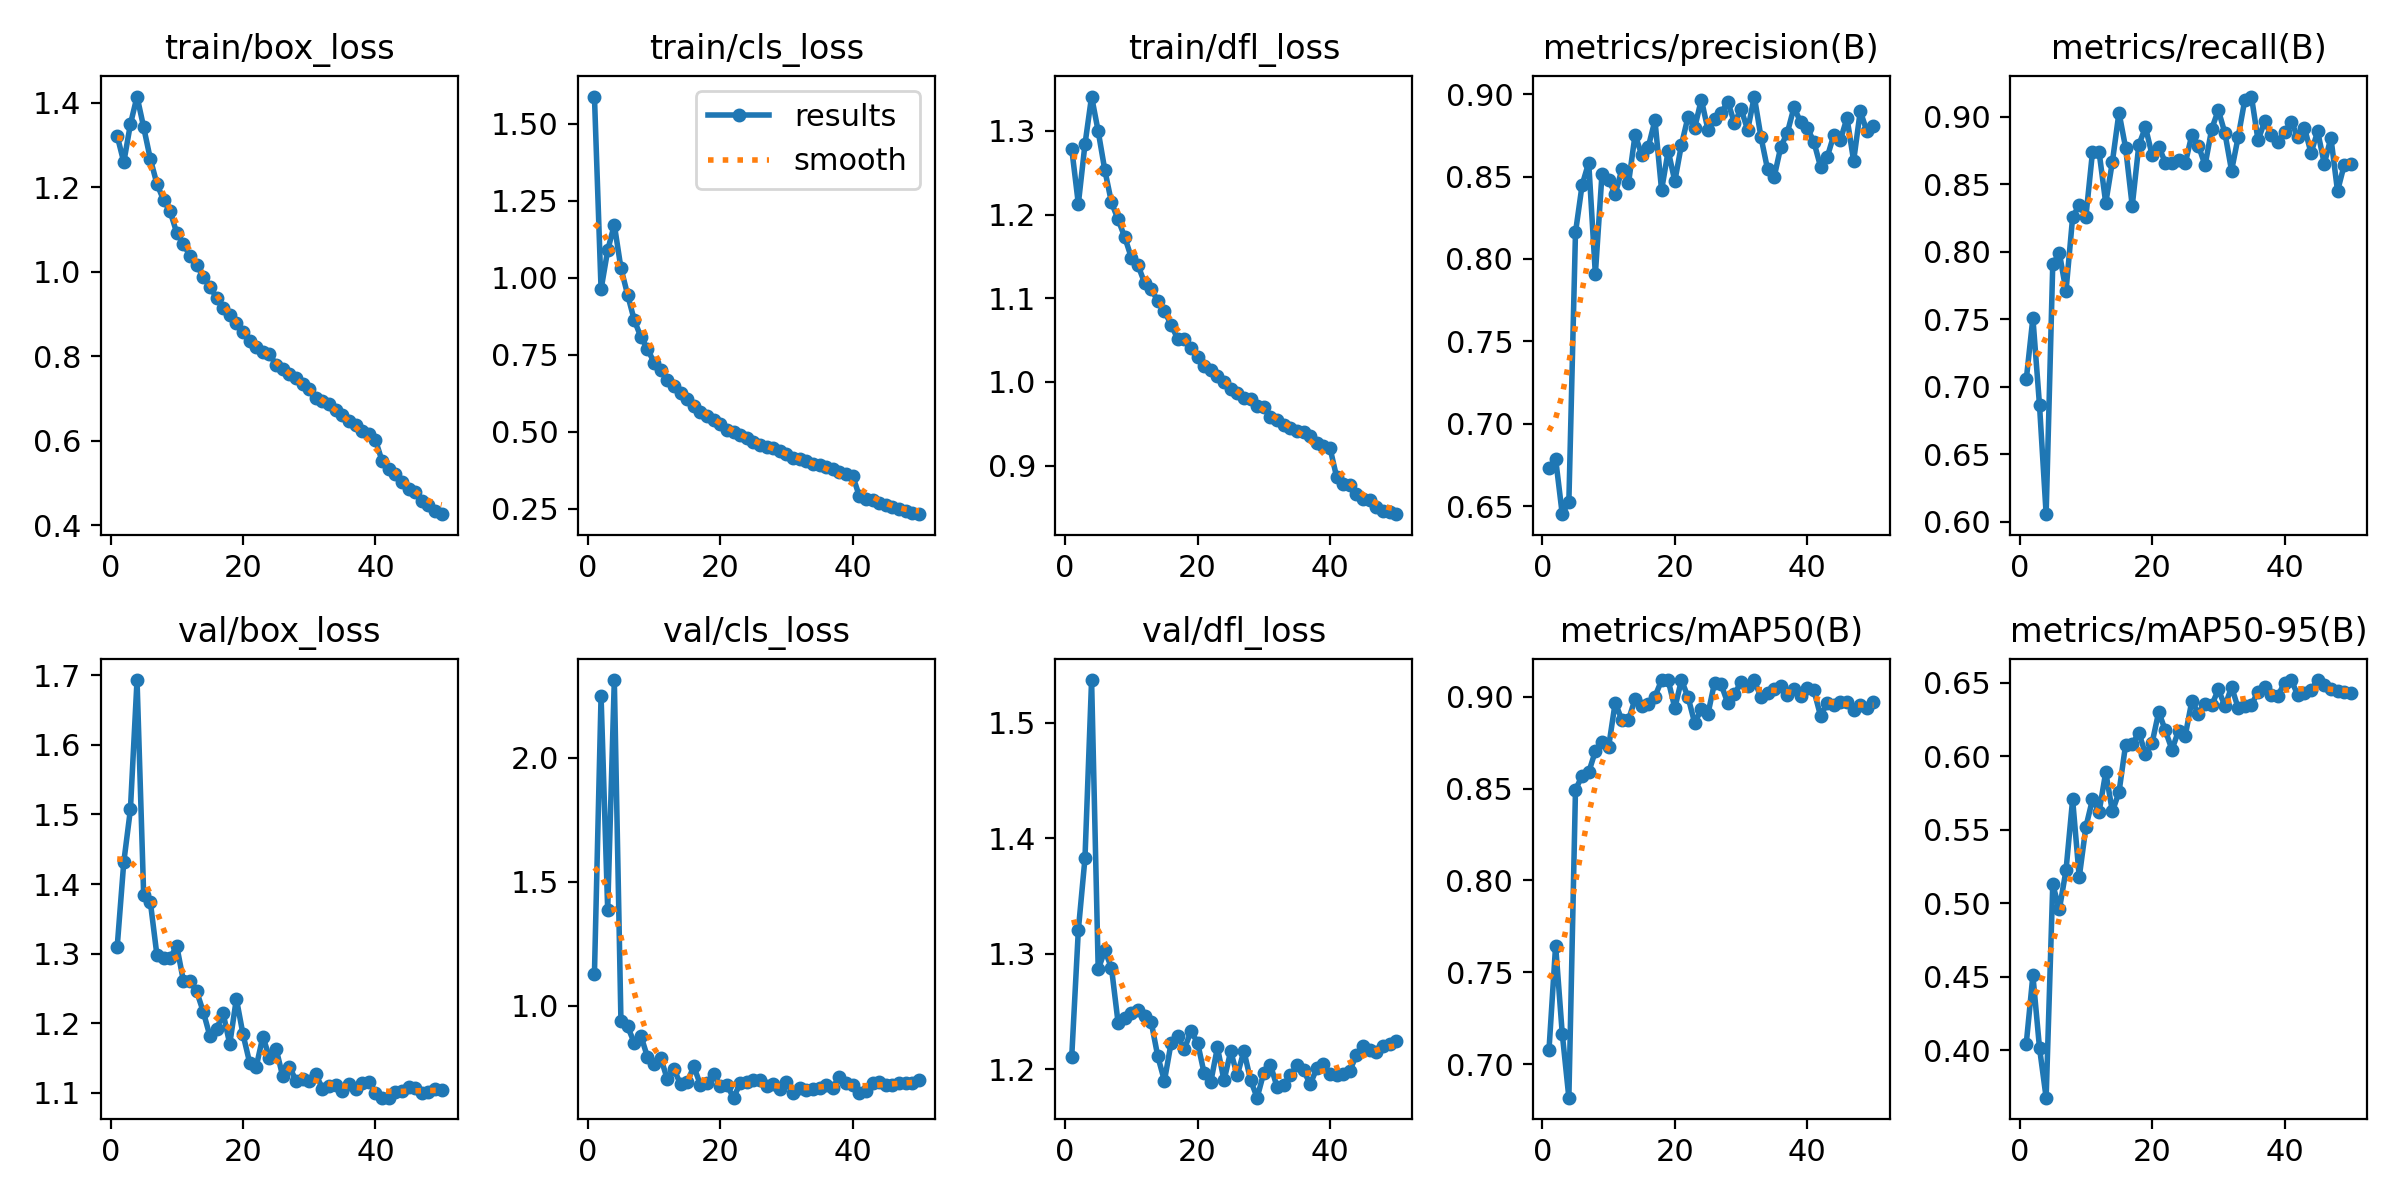 train/box_loss
1.4
1.2
1.0
0.8
0.6
0.4
0 20 40
train/cls_loss
results
smooth
1.50
1.25
1.00
0.75
0.50
0.25
0 20 40
train/dfl_loss
1.3
1.2
1.1
1.0
0.9
0 20 40
metrics/precision(B)
0.90
0.85
0.80
0.75
0.70
0.65
0 20 40
metrics/recall(B)
0.90
0.85
0.80
0.75
0.70
0.65
0.60
0 20 40
val/box_loss
1.7
1.6
1.5
1.4
1.3
1.2
1.1
0 20 40
val/cls_loss
2.0
1.5
1.0
0 20 40
val/dfl_loss
1.5
1.4
1.3
1.2
0 20 40
metrics/mAP50(B)
0.90
0.85
0.80
0.75
0.70
0 20 40
metrics/mAP50-95(B)
0.65
0.60
0.55
0.50
0.45
0.40
0 20 40